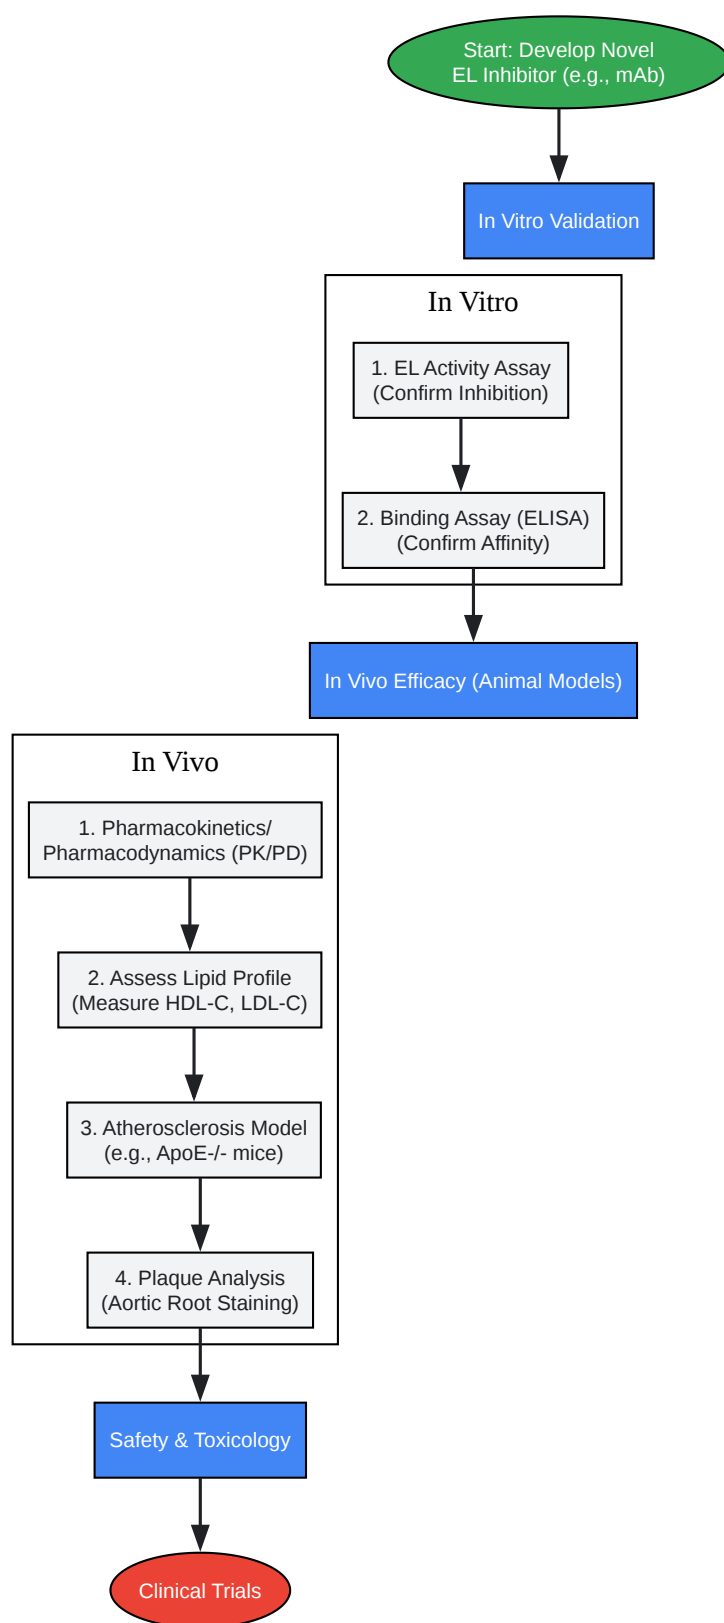 Start: Develop Novel
EL Inhibitor (e.g., mAb)
In Vitro Validation
In Vitro
1. EL Activity Assay
(Confirm Inhibition)
2. Binding Assay (ELISA)
(Confirm Affinity)
In Vivo Efficacy (Animal Models)
In Vivo
1. Pharmacokinetics/
Pharmacodynamics (PK/PD)
2. Assess Lipid Profile
(Measure HDL-C, LDL-C)
3. Atherosclerosis Model
(e.g., ApoE-/- mice)
4. Plaque Analysis
(Aortic Root Staining)
Safety & Toxicology
Clinical Trials